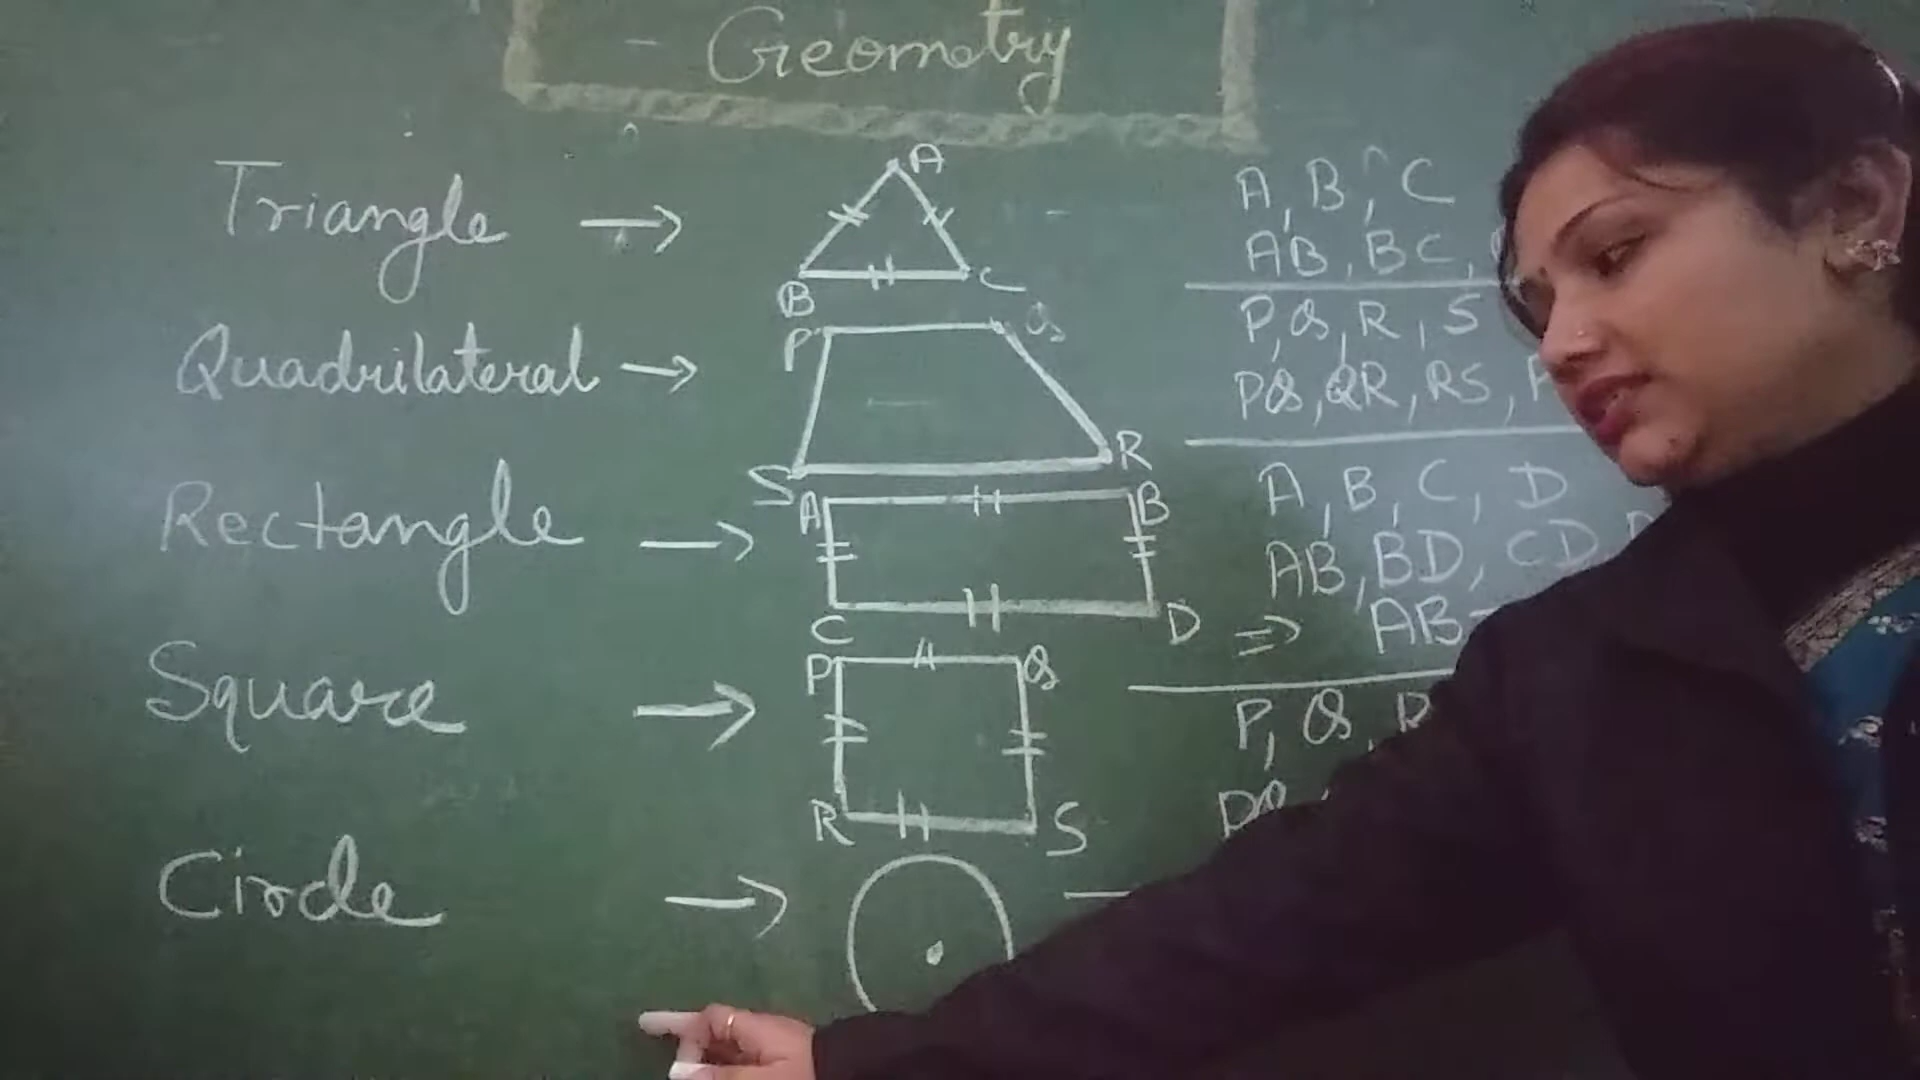 - Geometry
Triangle → A B C
A, B, C
AB, BC,
Quadrilateral → P Q R S
P, Q, R, S
PQ, QR, RS,
Rectangle → A B C D
A, B, C, D
AB, BD, CD,
⇒ AB
Square → P Q R S
P, Q,
PQ
Circle →